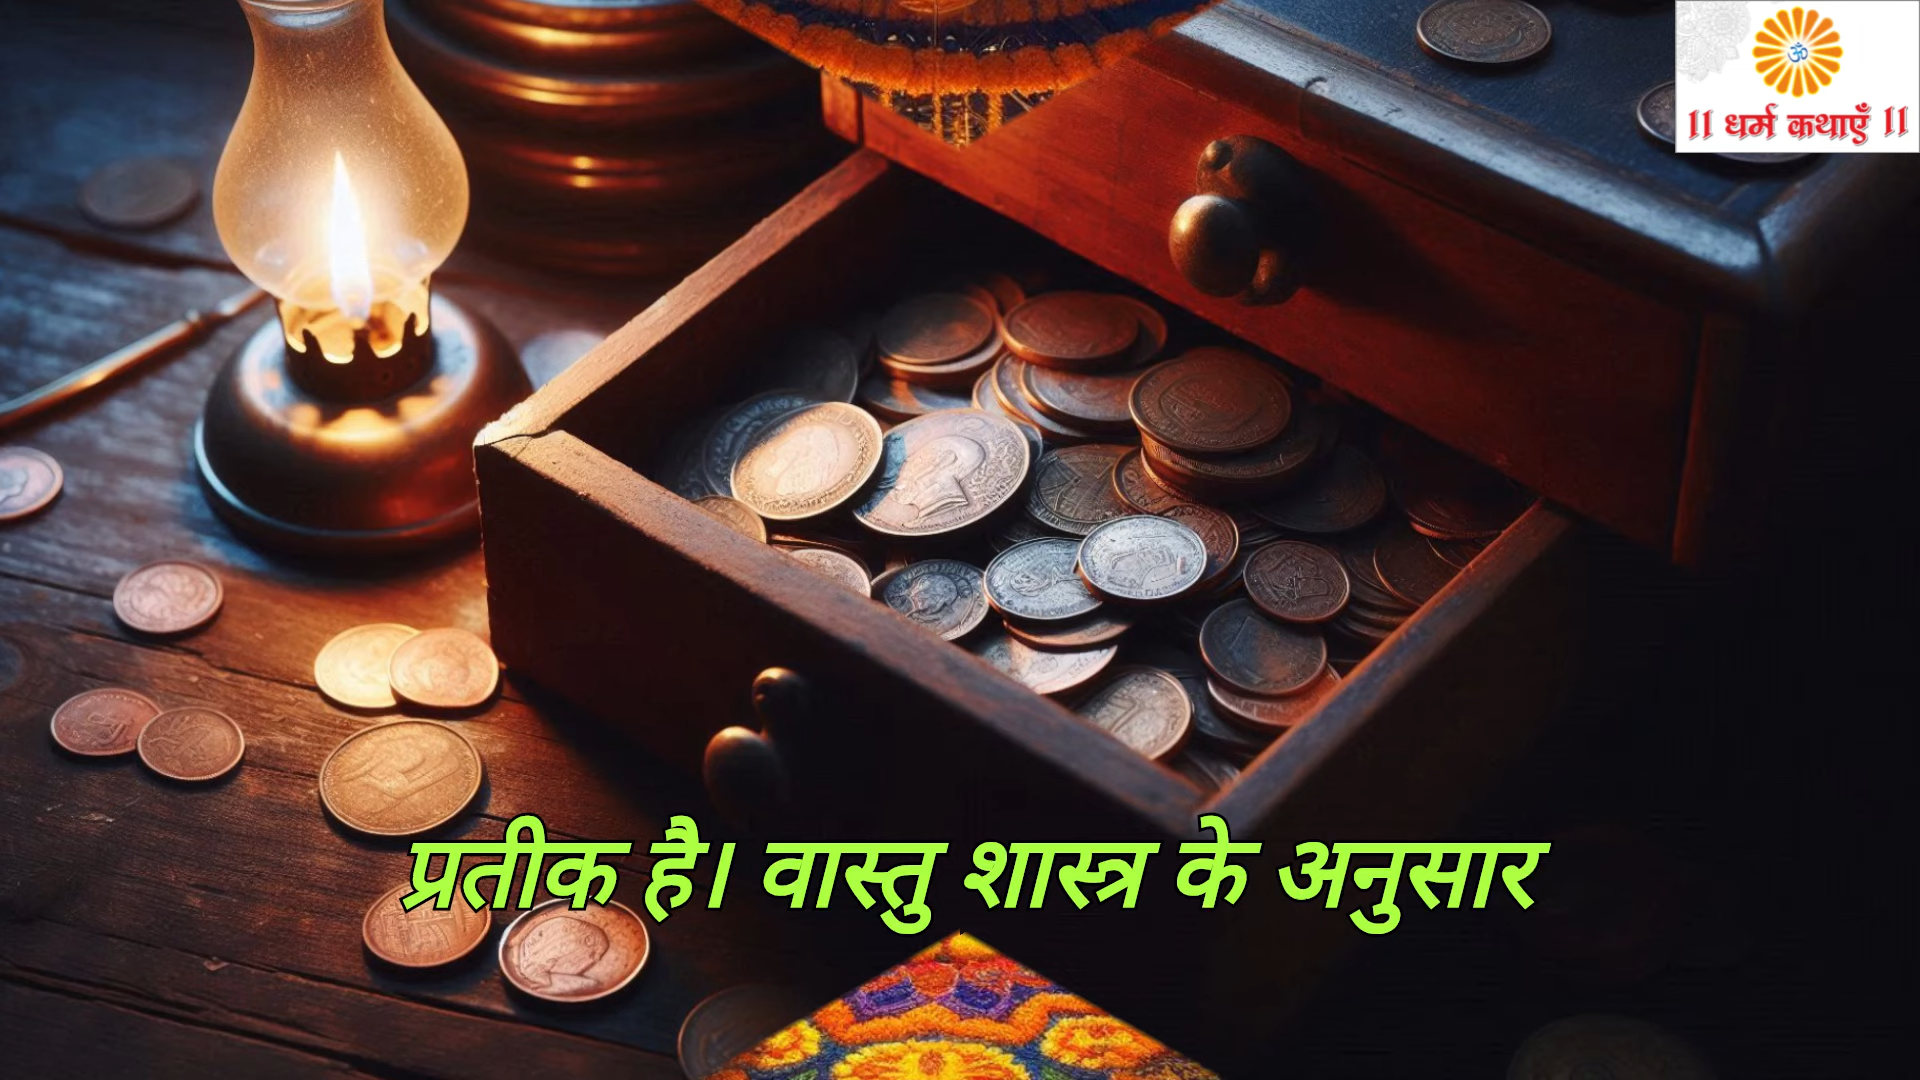 ॐ
।। धर्म कथाएँ ।।
प्रतीक है। वास्तु शास्त्र के अनुसार